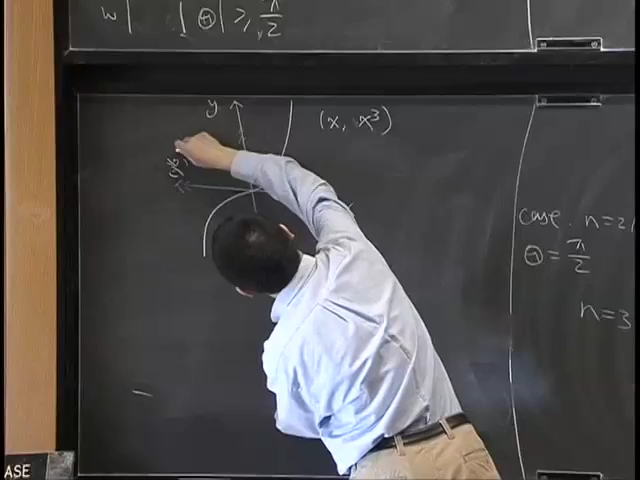 w | |Θ| ≥ π/2
y (x, x³)
case n=2
Θ = π/2
n=3
ASE